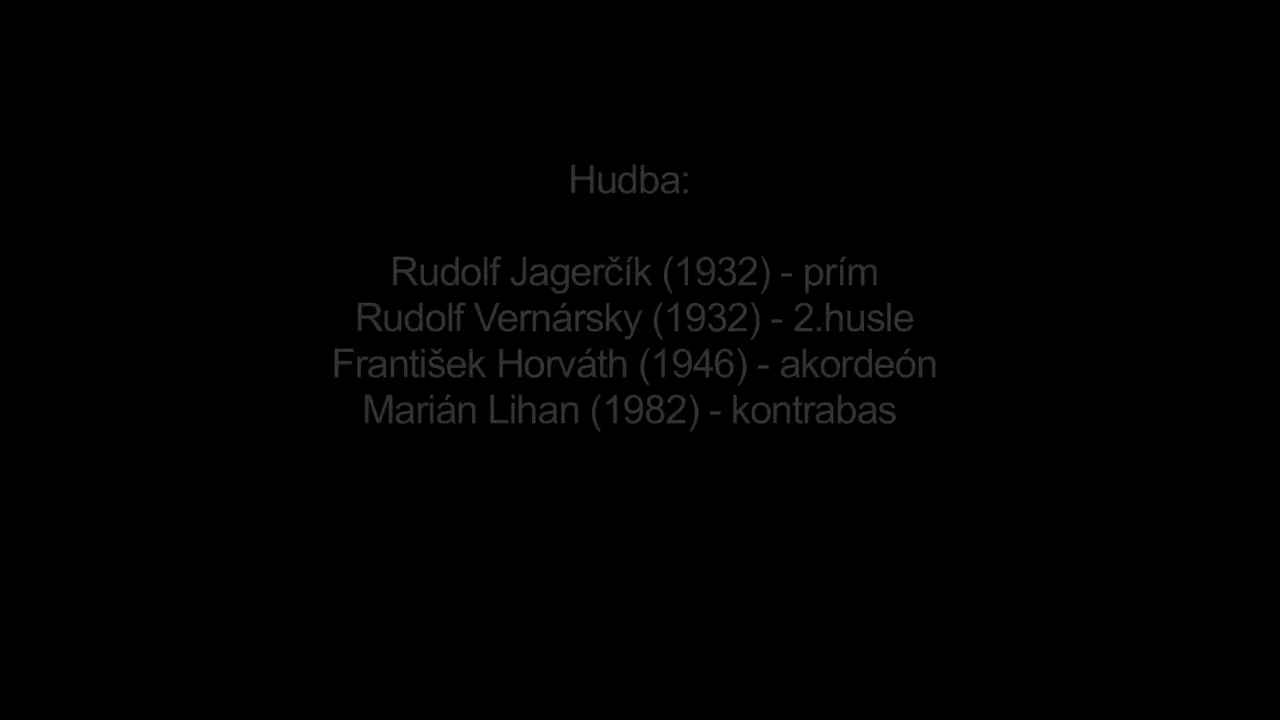 Hudba:
Rudolf Jagerčík (1932) - prím
Rudolf Vernársky (1932) - 2.husle
František Horváth (1946) - akordeón
Marián Lihan (1982) - kontrabas